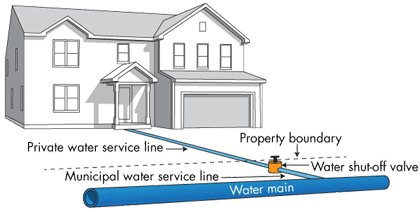 Private water service line
Property boundary
Water shut-off valve
Municipal water service line
Water main